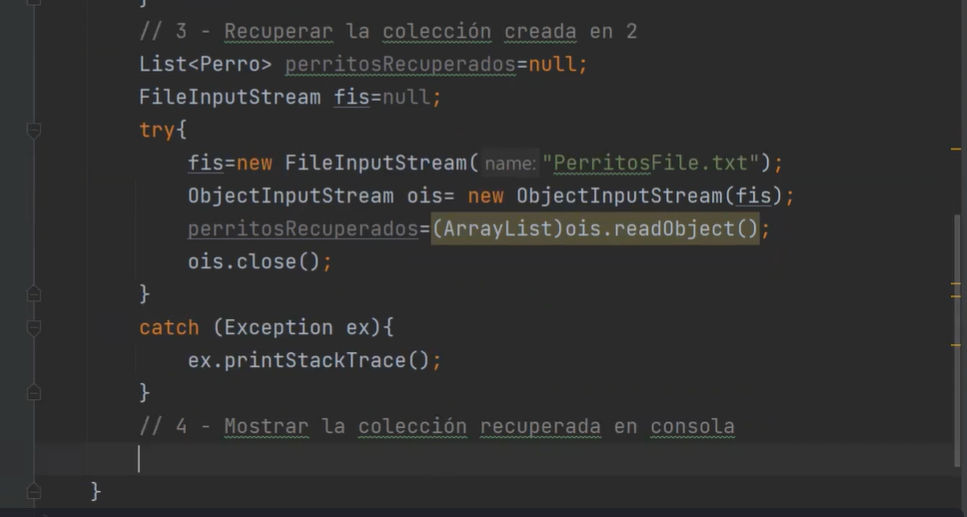 }
// 3 - Recuperar la colección creada en 2
List<Perro> perritosRecuperados=null;
FileInputStream fis=null;
try{
fis=new FileInputStream( name: "PerritosFile.txt");
ObjectInputStream ois= new ObjectInputStream(fis);
perritosRecuperados=(ArrayList)ois.readObject();
ois.close();
}
catch (Exception ex){
ex.printStackTrace();
}
// 4 - Mostrar la colección recuperada en consola
}